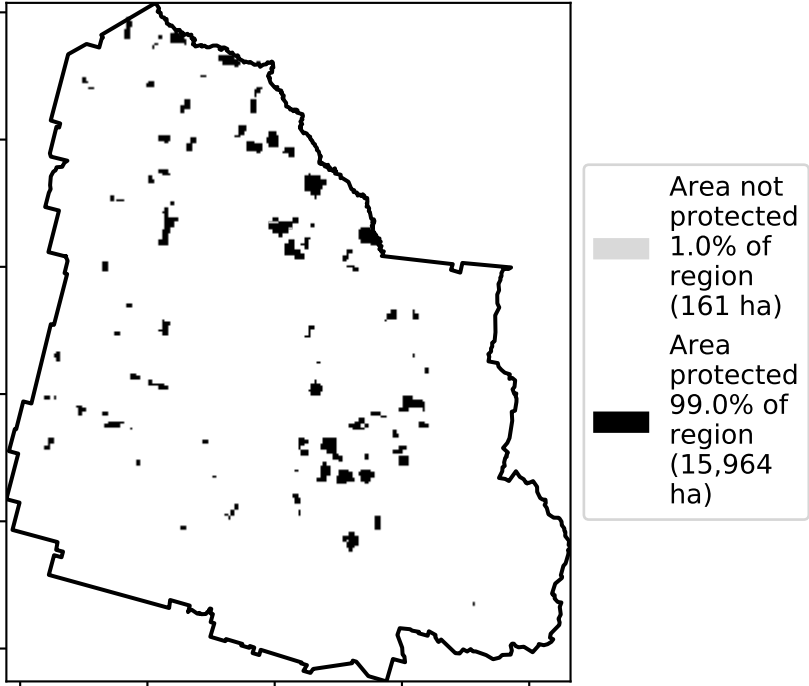 Area not
protected
1.0% of
region
(161 ha)
Area
protected
99.0% of
region
(15,964
ha)